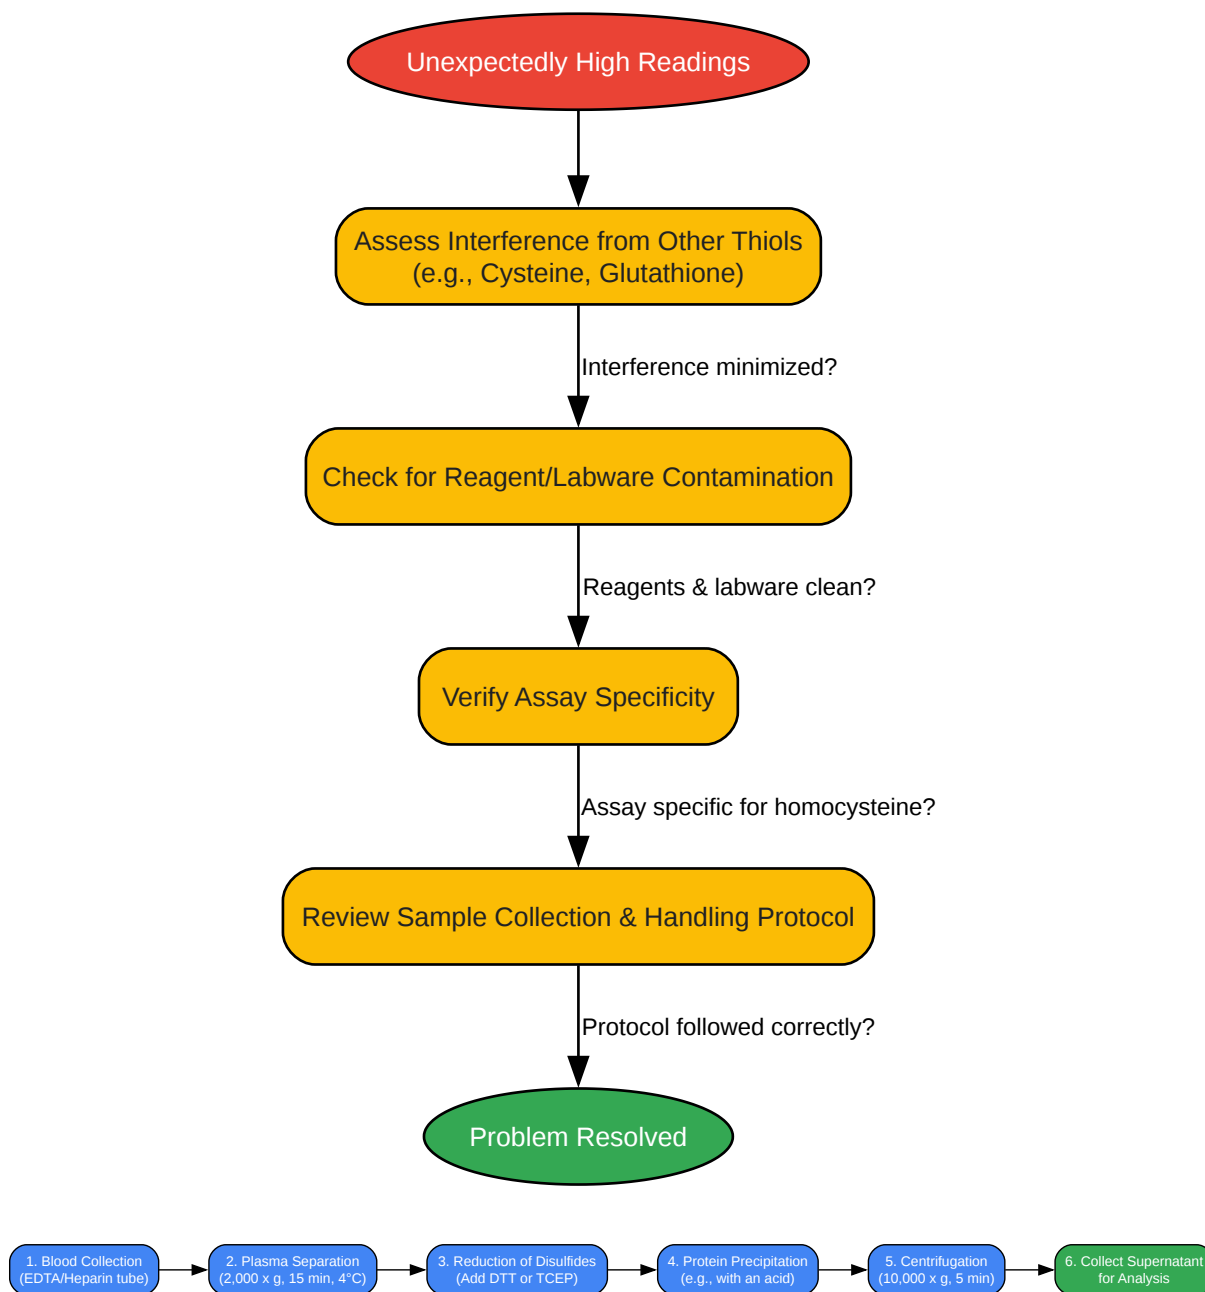 Unexpectedly High Readings
Assess Interference from Other Thiols
(e.g., Cysteine, Glutathione)
Interference minimized?
Check for Reagent/Labware Contamination
Reagents & labware clean?
Verify Assay Specificity
Assay specific for homocysteine?
Review Sample Collection & Handling Protocol
Protocol followed correctly?
Problem Resolved
1. Blood Collection
(EDTA/Heparin tube)
2. Plasma Separation
(2,000 x g, 15 min, 4°C)
3. Reduction of Disulfides
(Add DTT or TCEP)
4. Protein Precipitation
(e.g., with an acid)
5. Centrifugation
(10,000 x g, 5 min)
6. Collect Supernatant
for Analysis